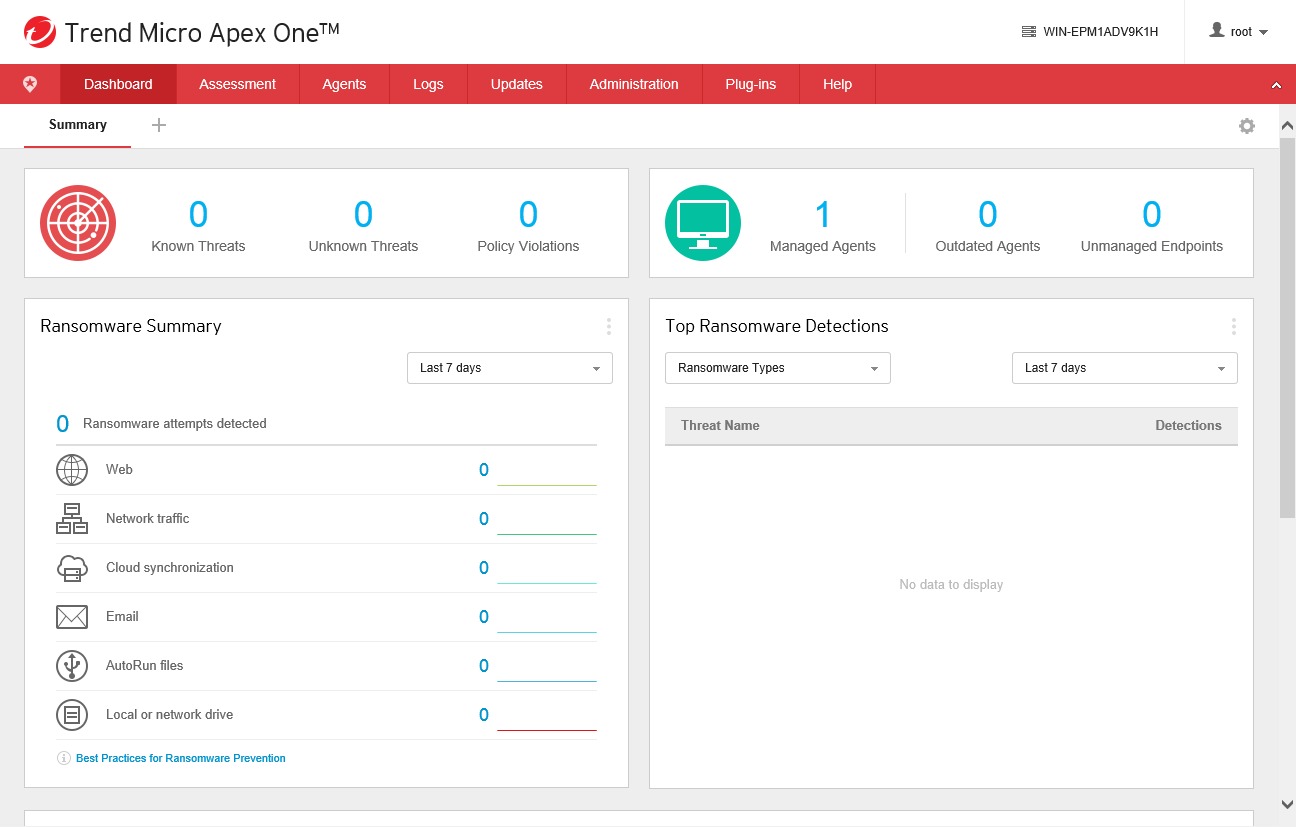 Trend Micro Apex One™
WIN-EPM1ADV9K1H
root
Dashboard
Assessment
Agents
Logs
Updates
Administration
Plug-ins
Help
Summary
0
Known Threats
0
Unknown Threats
0
Policy Violations
1
Managed Agents
0
Outdated Agents
0
Unmanaged Endpoints
Ransomware Summary
Last 7 days
0 Ransomware attempts detected
Web 0
Network traffic 0
Cloud synchronization 0
Email 0
AutoRun files 0
Local or network drive 0
Best Practices for Ransomware Prevention
Top Ransomware Detections
Ransomware Types
Last 7 days
Threat Name Detections
No data to display